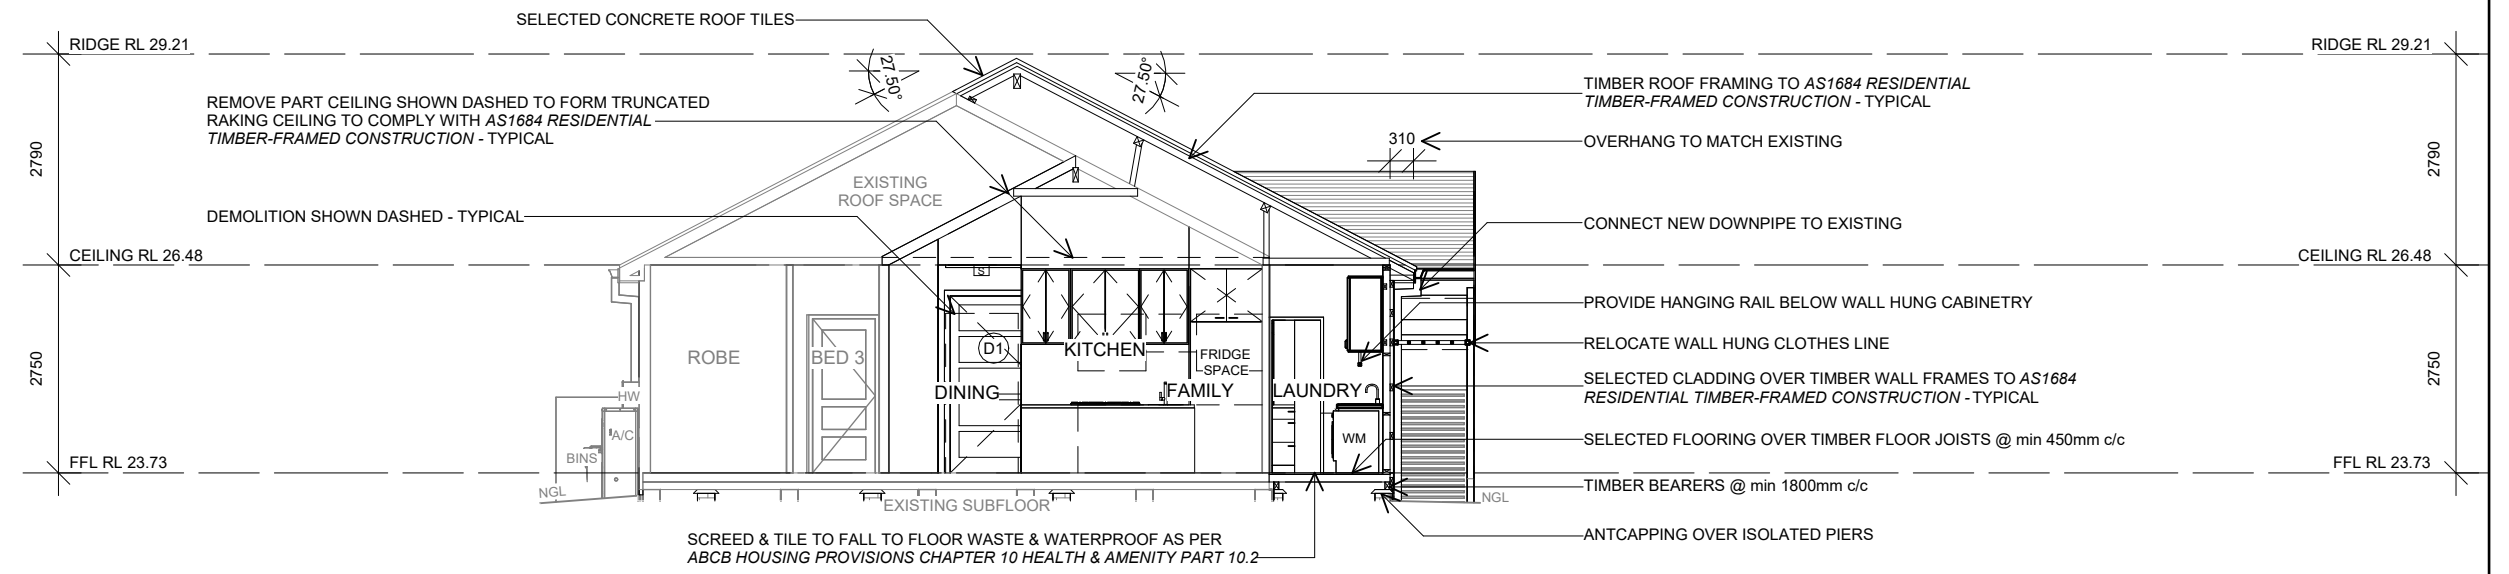 SELECTED CONCRETE ROOF TILES
RIDGE RL 29.21
RIDGE RL 29.21
27.50°
27.50°
REMOVE PART CEILING SHOWN DASHED TO FORM TRUNCATED
RAKING CEILING TO COMPLY WITH AS1684 RESIDENTIAL
TIMBER-FRAMED CONSTRUCTION - TYPICAL
TIMBER ROOF FRAMING TO AS1684 RESIDENTIAL
TIMBER-FRAMED CONSTRUCTION - TYPICAL
310
OVERHANG TO MATCH EXISTING
2790
2790
EXISTING
ROOF SPACE
DEMOLITION SHOWN DASHED - TYPICAL
CONNECT NEW DOWNPIPE TO EXISTING
CEILING RL 26.48
CEILING RL 26.48
S
PROVIDE HANGING RAIL BELOW WALL HUNG CABINETRY
RELOCATE WALL HUNG CLOTHES LINE
ROBE
BED 3
D1
KITCHEN
FRIDGE
SPACE
2750
2750
DINING
FAMILY
LAUNDRY
SELECTED CLADDING OVER TIMBER WALL FRAMES TO AS1684
RESIDENTIAL TIMBER-FRAMED CONSTRUCTION - TYPICAL
HW
A/C
BINS
WM
SELECTED FLOORING OVER TIMBER FLOOR JOISTS @ min 450mm c/c
FFL RL 23.73
FFL RL 23.73
TIMBER BEARERS @ min 1800mm c/c
NGL
NGL
EXISTING SUBFLOOR
ANTCAPPING OVER ISOLATED PIERS
SCREED & TILE TO FALL TO FLOOR WASTE & WATERPROOF AS PER
ABCB HOUSING PROVISIONS CHAPTER 10 HEALTH & AMENITY PART 10.2